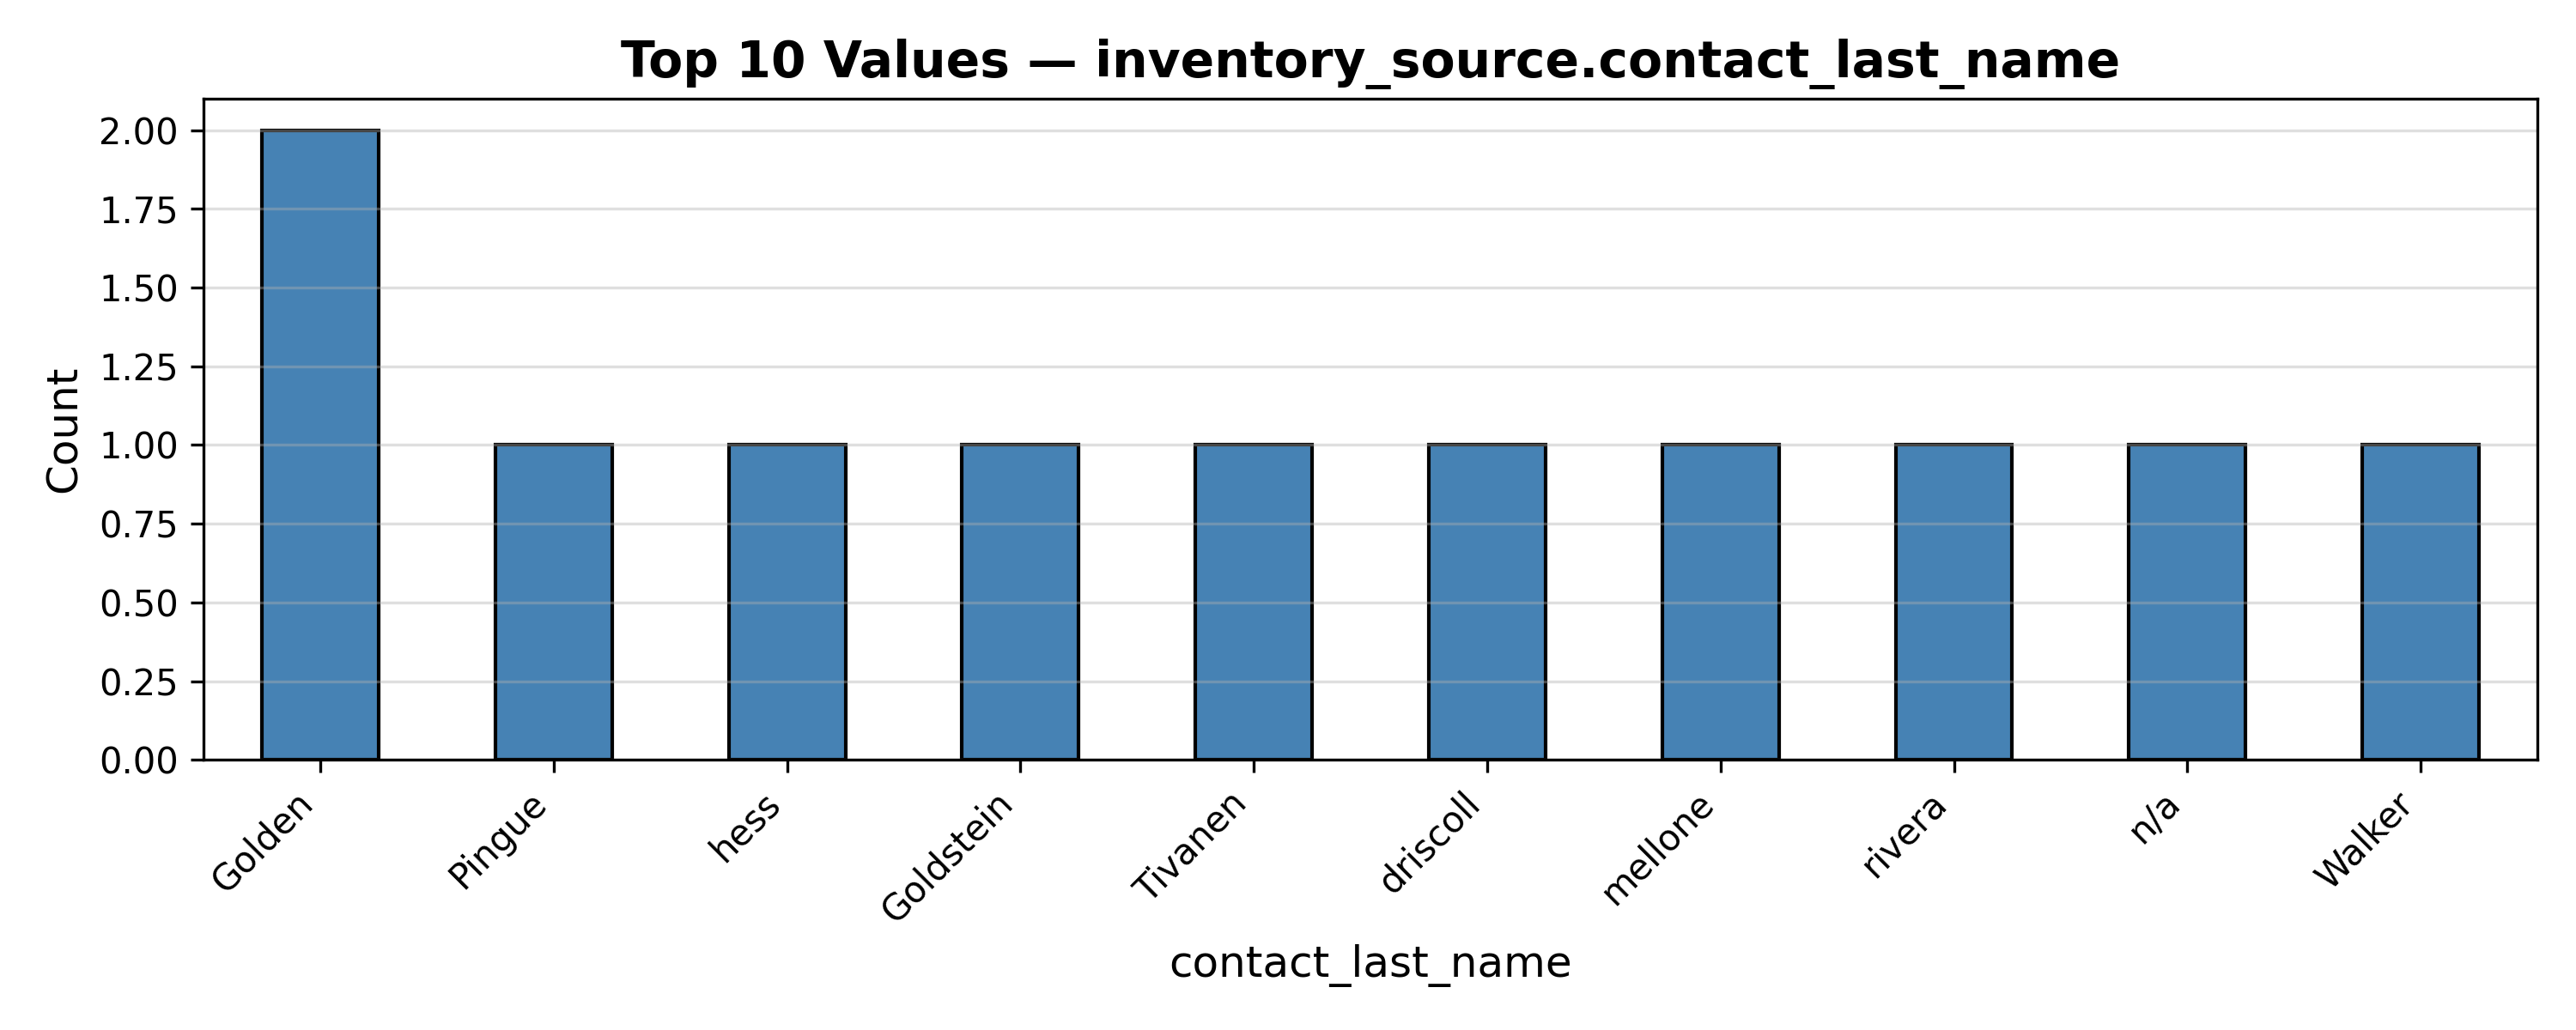 Top 10 Values — inventory_source.contact_last_name
2.00
1.75
1.50
1.25
1.00
0.75
0.50
0.25
0.00
Count
Golden
Pingue
hess
Goldstein
Tivanen
driscoll
mellone
rivera
n/a
Walker
contact_last_name